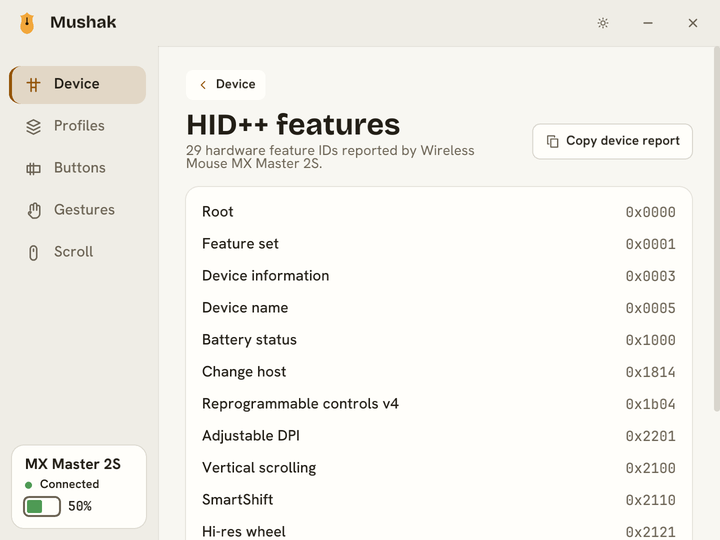 Mushak
Device
Profiles
Buttons
Gestures
Scroll
MX Master 2S
Connected
50%
Device
HID++ features
29 hardware feature IDs reported by Wireless
Mouse MX Master 2S.
Copy device report
Root 0x0000
Feature set 0x0001
Device information 0x0003
Device name 0x0005
Battery status 0x1000
Change host 0x1814
Reprogrammable controls v4 0x1b04
Adjustable DPI 0x2201
Vertical scrolling 0x2100
SmartShift 0x2110
Hi-res wheel 0x2121